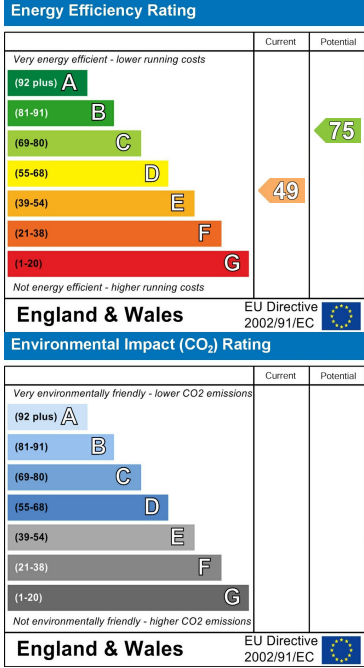 Energy Efficiency Rating
Current Potential
Very energy efficient - lower running costs
(92 plus) A
(81-91) B
(69-80) C
(55-68) D
(39-54) E
(21-38) F
(1-20) G
49
75
Not energy efficient - higher running costs
England & Wales
EU Directive
2002/91/EC
Environmental Impact (CO₂) Rating
Current Potential
Very environmentally friendly - lower CO2 emissions
(92 plus) A
(81-91) B
(69-80) C
(55-68) D
(39-54) E
(21-38) F
(1-20) G
Not environmentally friendly - higher CO2 emissions
England & Wales
EU Directive
2002/91/EC